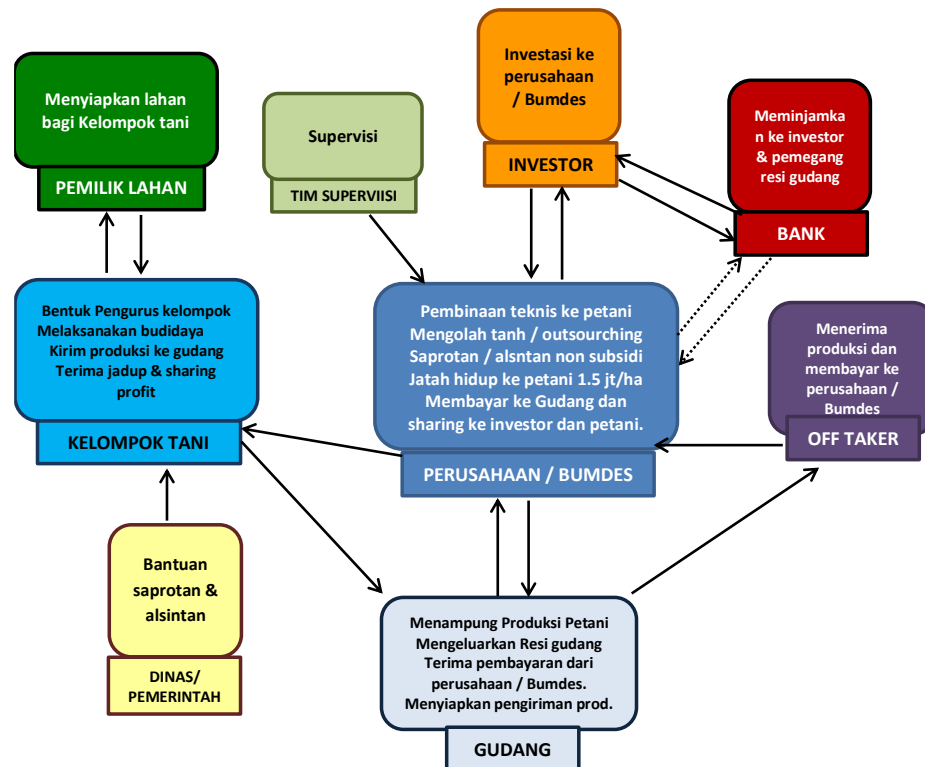 Menyiapkan lahan
bagi Kelompok tani
PEMILIK LAHAN
Supervisi
TIM SUPERVIISI
Investasi ke
perusahaan
/ Bumdes
INVESTOR
Meminjamka
n ke investor
& pemegang
resi gudang
BANK
Bentuk Pengurus kelompok
Melaksanakan budidaya
Kirim produksi ke gudang
Terima jadup & sharing
profit
KELOMPOK TANI
Pembinaan teknis ke petani
Mengolah tanh / outsourching
Saprotan / alsntan non subsidi
Jatah hidup ke petani 1.5 jt/ha
Membayar ke Gudang dan
sharing ke investor dan petani.
PERUSAHAAN / BUMDES
Menerima
produksi dan
membayar ke
perusahaan /
Bumdes
OFF TAKER
Bantuan
saprotan &
alsintan
DINAS/
PEMERINTAH
Menampung Produksi Petani
Mengeluarkan Resi gudang
Terima pembayaran dari
perusahaan / Bumdes.
Menyiapkan pengiriman prod.
GUDANG